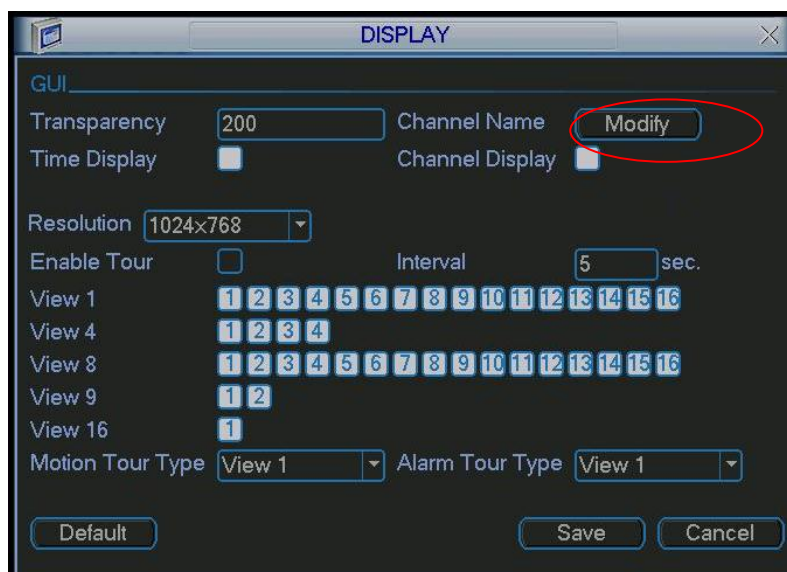 DISPLAY
GUI
Transparency 200 Channel Name Modify
Time Display Channel Display
Resolution 1024×768
Enable Tour Interval 5 sec.
View 1 1 2 3 4 5 6 7 8 9 10 11 12 13 14 15 16
View 4 1 2 3 4
View 8 1 2 3 4 5 6 7 8 9 10 11 12 13 14 15 16
View 9 1 2
View 16 1
Motion Tour Type View 1 Alarm Tour Type View 1
Default Save Cancel